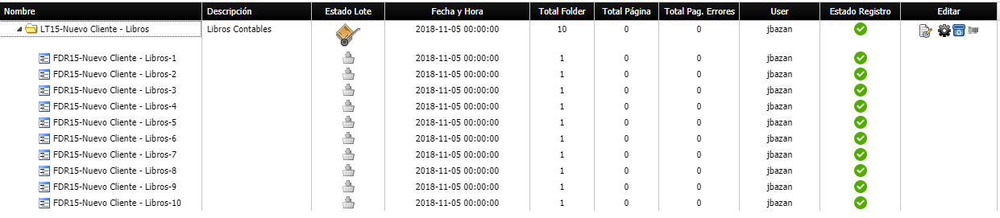 Nombre Descripción Estado Lote Fecha y Hora Total Folder Total Página Total Pag. Errores User Estado Registro Editar
LT15-Nuevo Cliente - Libros Libros Contables 2018-11-05 00:00:00 10 0 0 jbazan
FDR15-Nuevo Cliente - Libros-1 2018-11-05 00:00:00 1 0 0 jbazan
FDR15-Nuevo Cliente - Libros-2 2018-11-05 00:00:00 1 0 0 jbazan
FDR15-Nuevo Cliente - Libros-3 2018-11-05 00:00:00 1 0 0 jbazan
FDR15-Nuevo Cliente - Libros-4 2018-11-05 00:00:00 1 0 0 jbazan
FDR15-Nuevo Cliente - Libros-5 2018-11-05 00:00:00 1 0 0 jbazan
FDR15-Nuevo Cliente - Libros-6 2018-11-05 00:00:00 1 0 0 jbazan
FDR15-Nuevo Cliente - Libros-7 2018-11-05 00:00:00 1 0 0 jbazan
FDR15-Nuevo Cliente - Libros-8 2018-11-05 00:00:00 1 0 0 jbazan
FDR15-Nuevo Cliente - Libros-9 2018-11-05 00:00:00 1 0 0 jbazan
FDR15-Nuevo Cliente - Libros-10 2018-11-05 00:00:00 1 0 0 jbazan